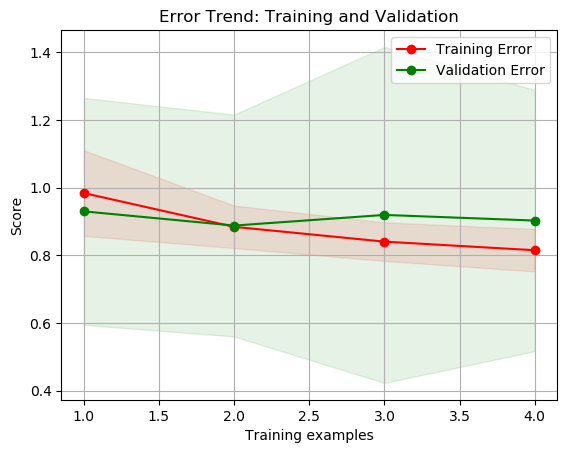 Error Trend: Training and Validation
Training Error
Validation Error
Score
1.4
1.2
1.0
0.8
0.6
0.4
1.0 1.5 2.0 2.5 3.0 3.5 4.0
Training examples